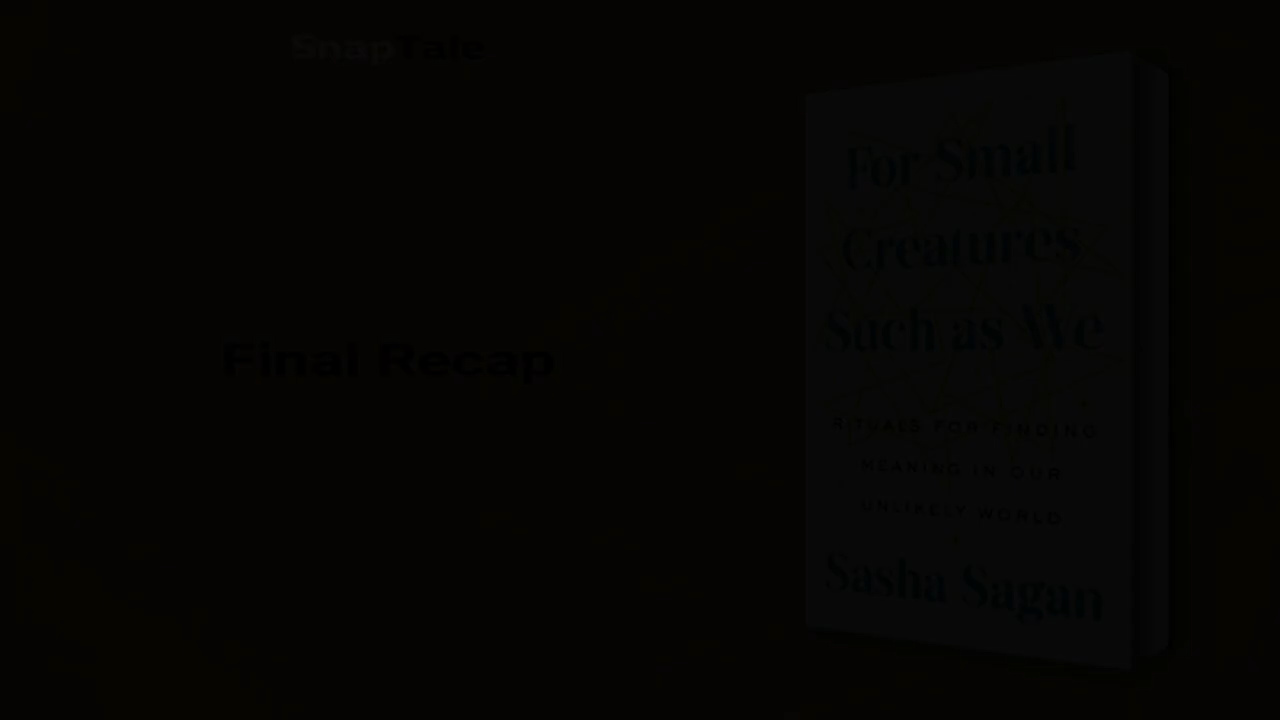 SnapTale
Final Recap
For Small
Creatures
Such as We
RITUALS FOR FINDING
MEANING IN OUR
UNLIKELY WORLD
Sasha Sagan